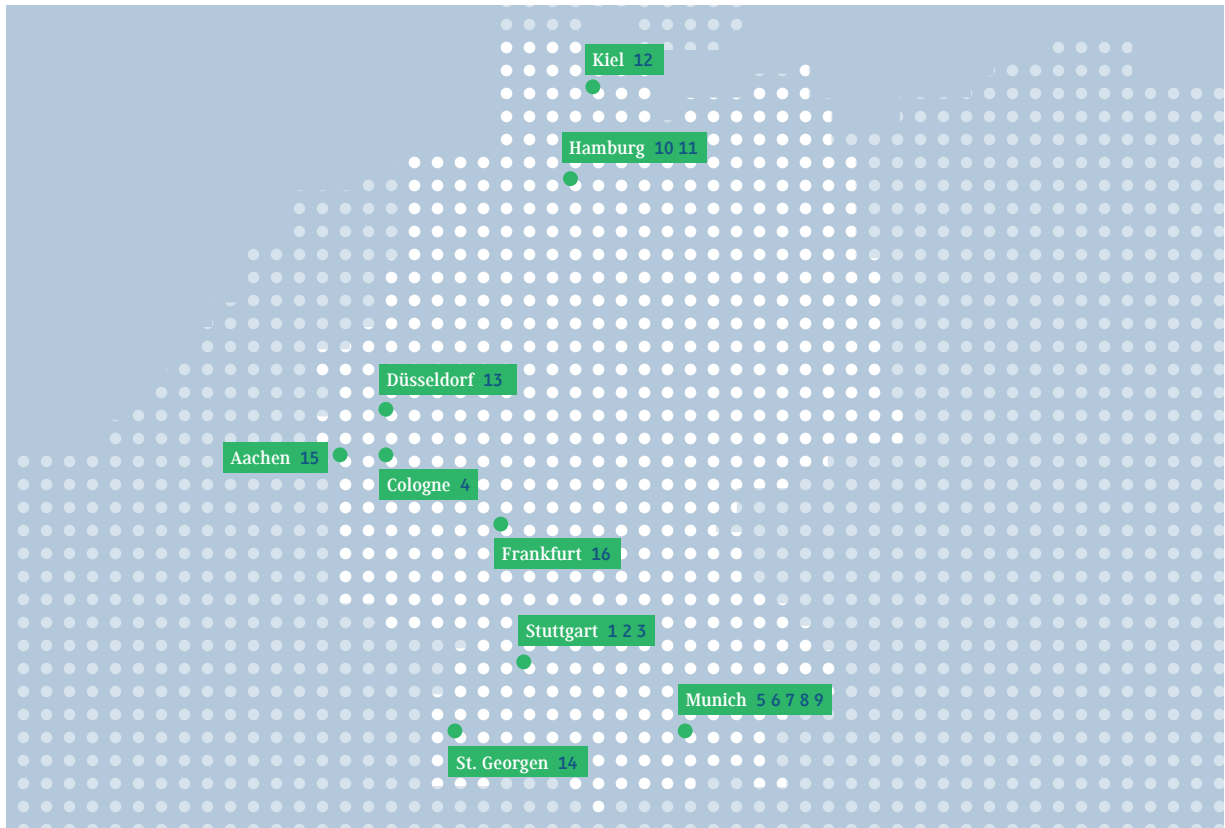 Kiel 12
Hamburg 10 11
Düsseldorf 13
Aachen 15
Cologne 4
Frankfurt 16
Stuttgart 1 2 3
Munich 5 6 7 8 9
St. Georgen 14